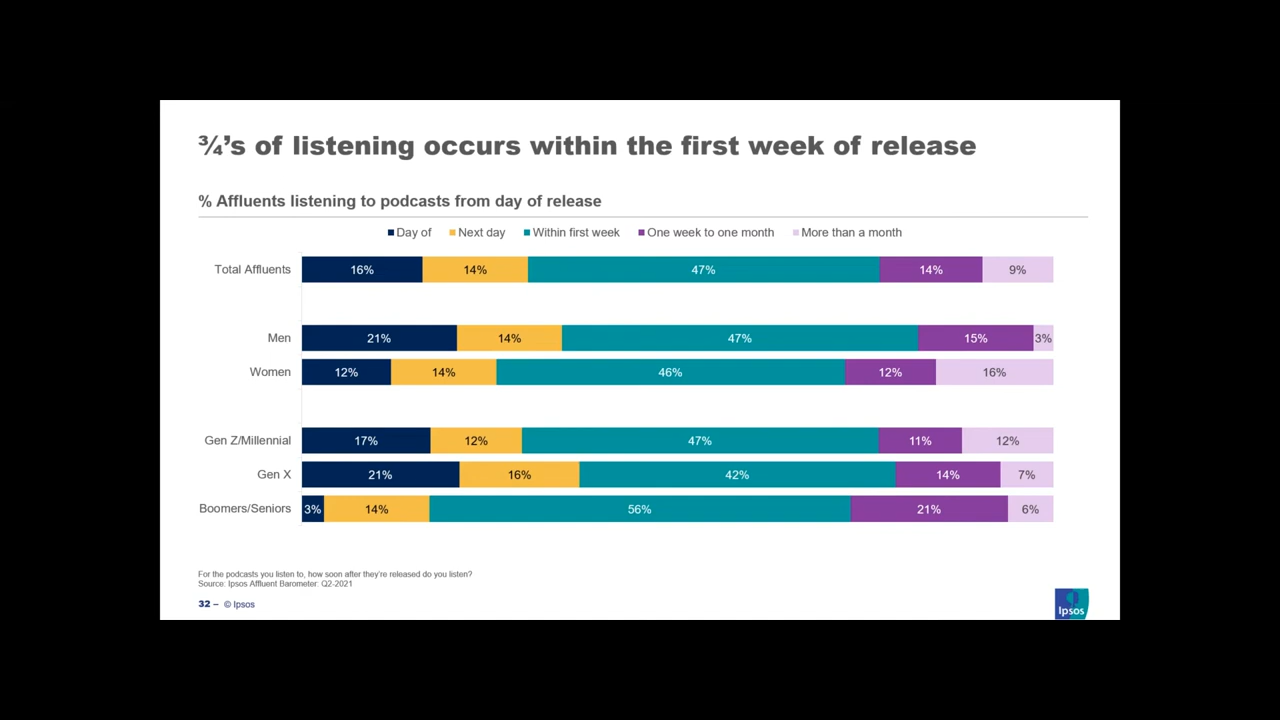 ¾’s of listening occurs within the first week of release
% Affluents listening to podcasts from day of release
Day of Next day Within first week One week to one month More than a month
Total Affluents 16% 14% 47% 14% 9%
Men 21% 14% 47% 15% 3%
Women 12% 14% 46% 12% 16%
Gen Z/Millennial 17% 12% 47% 11% 12%
Gen X 21% 16% 42% 14% 7%
Boomers/Seniors 3% 14% 56% 21% 6%
For the podcasts you listen to, how soon after they’re released do you listen?
Source: Ipsos Affluent Barometer: Q2-2021
32 – © Ipsos
Ipsos